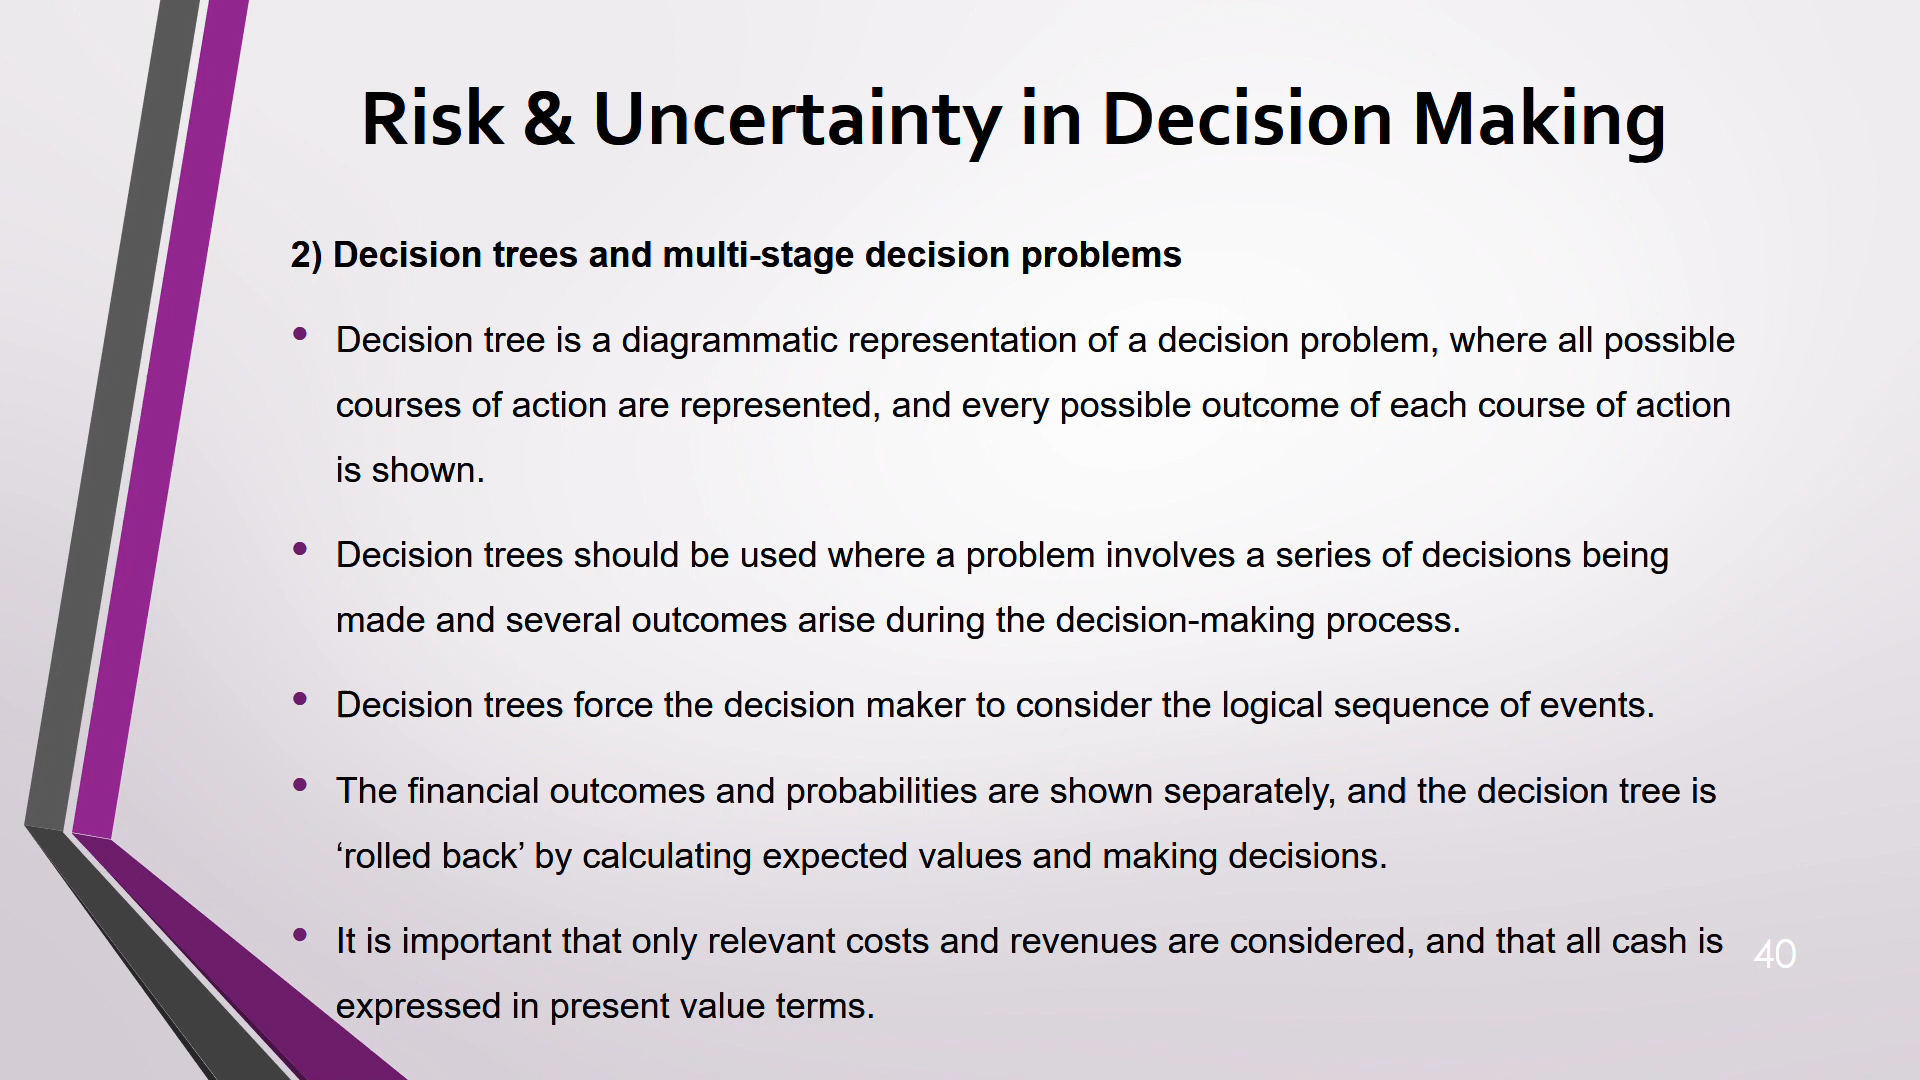 Risk & Uncertainty in Decision Making
2) Decision trees and multi-stage decision problems
• Decision tree is a diagrammatic representation of a decision problem, where all possible
courses of action are represented, and every possible outcome of each course of action
is shown.
• Decision trees should be used where a problem involves a series of decisions being
made and several outcomes arise during the decision-making process.
• Decision trees force the decision maker to consider the logical sequence of events.
• The financial outcomes and probabilities are shown separately, and the decision tree is
‘rolled back’ by calculating expected values and making decisions.
• It is important that only relevant costs and revenues are considered, and that all cash is
expressed in present value terms.
40